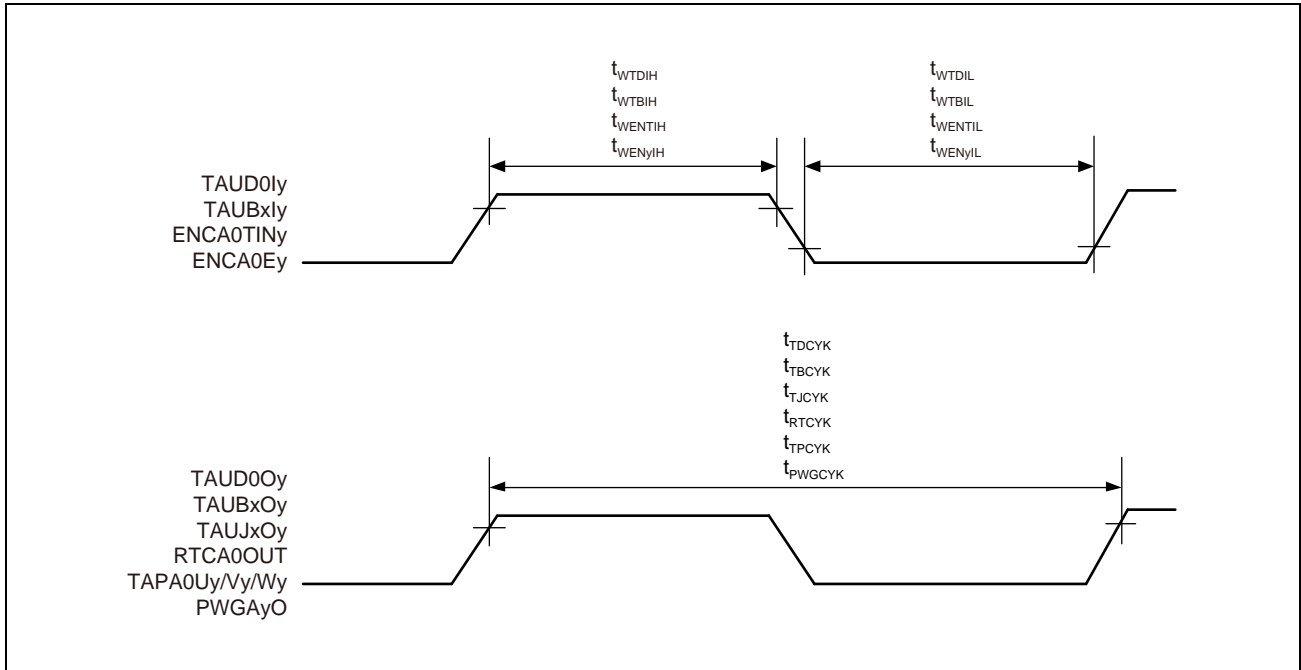 tWTDIH
tWTBIH
tWENTIH
tWENyIH
tWTDIL
tWTBIL
tWENTIL
tWENyIL
TAUD0Iy
TAUBxIy
ENCA0TINy
ENCA0Ey
tTDCYK
tTBCYK
tTJCYK
tRTCYK
tTPCYK
tPWGCYK
TAUD0Oy
TAUBxOy
TAUJxOy
RTCA0OUT
TAPA0Uy/Vy/Wy
PWGAyO